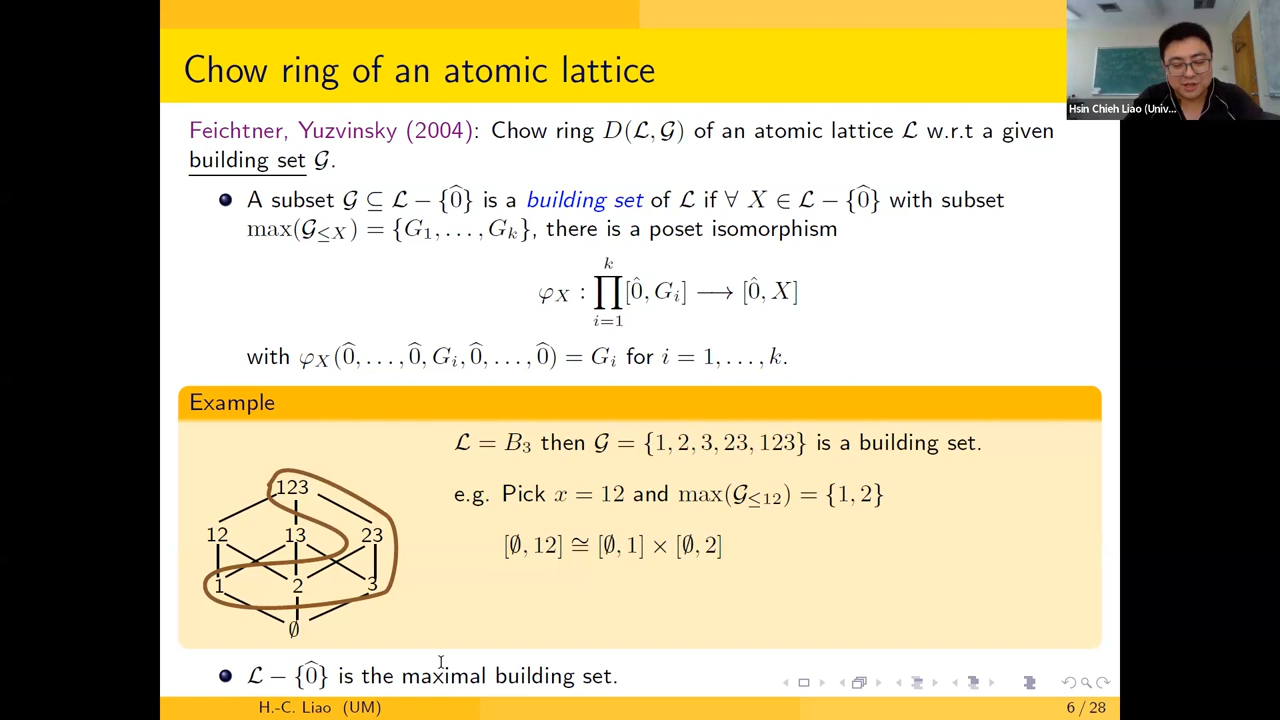 Chow ring of an atomic lattice
Hsin Chieh Liao (Univ...
Feichtner, Yuzvinsky (2004): Chow ring D(ℒ, 𝒢) of an atomic lattice ℒ w.r.t a given
building set 𝒢.
A subset 𝒢 ⊆ ℒ − {0̂} is a building set of ℒ if ∀ X ∈ ℒ − {0̂} with subset
max(𝒢≤X) = {G₁, . . . , Gₖ}, there is a poset isomorphism
φ_X : ∏_{i=1}^{k} [0̂, Gᵢ] ⟶ [0̂, X]
with φ_X(0̂, . . . , 0̂, Gᵢ, 0̂, . . . , 0̂) = Gᵢ for i = 1, . . . , k.
Example
ℒ = B₃ then 𝒢 = {1, 2, 3, 23, 123} is a building set.
e.g. Pick x = 12 and max(𝒢≤12) = {1, 2}
[∅, 12] ≅ [∅, 1] × [∅, 2]
123
12 13 23
1 2 3
∅
ℒ − {0̂} is the maximal building set.
H.-C. Liao (UM)
6 / 28